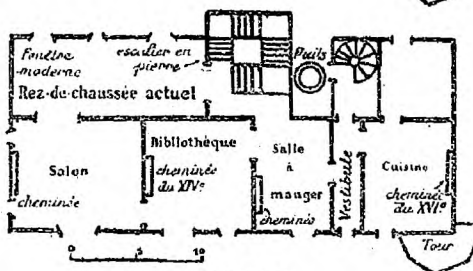 Fenêtre
moderne
escalier en
pierre
Puits
Rez-de-chaussée actuel
Salon
cheminée
Bibliothèque
cheminée
du XIVe
Salle
à
manger
cheminée
Vestibule
Cuisine
cheminée
du XVIe
Tour
0 5 10